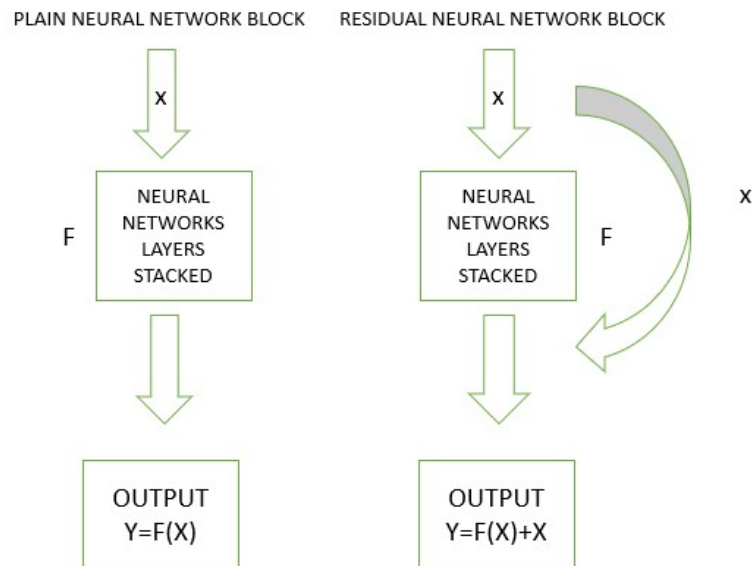 PLAIN NEURAL NETWORK BLOCK
RESIDUAL NEURAL NETWORK BLOCK
x
x
NEURAL
NETWORKS
LAYERS
STACKED
F
NEURAL
NETWORKS
LAYERS
STACKED
F
x
OUTPUT
Y=F(X)
OUTPUT
Y=F(X)+X